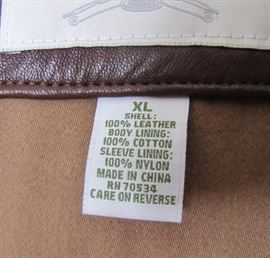 XL
SHELL:
100% LEATHER
BODY LINING:
100% COTTON
SLEEVE LINING:
100% NYLON
MADE IN CHINA
RN 70534
CARE ON REVERSE